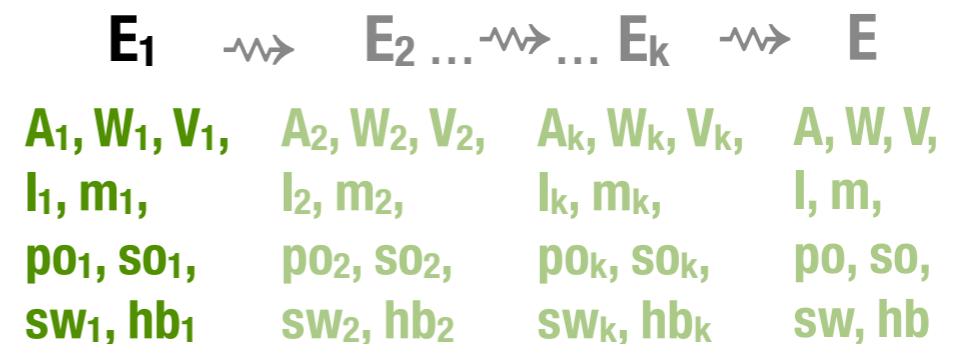 E₁ ⇝ E₂ … ⇝ … Eₖ ⇝ E
A₁, W₁, V₁, A₂, W₂, V₂, Aₖ, Wₖ, Vₖ, A, W, V,
l₁, m₁, l₂, m₂, lₖ, mₖ, l, m,
po₁, so₁, po₂, so₂, poₖ, soₖ, po, so,
sw₁, hb₁ sw₂, hb₂ swₖ, hbₖ sw, hb